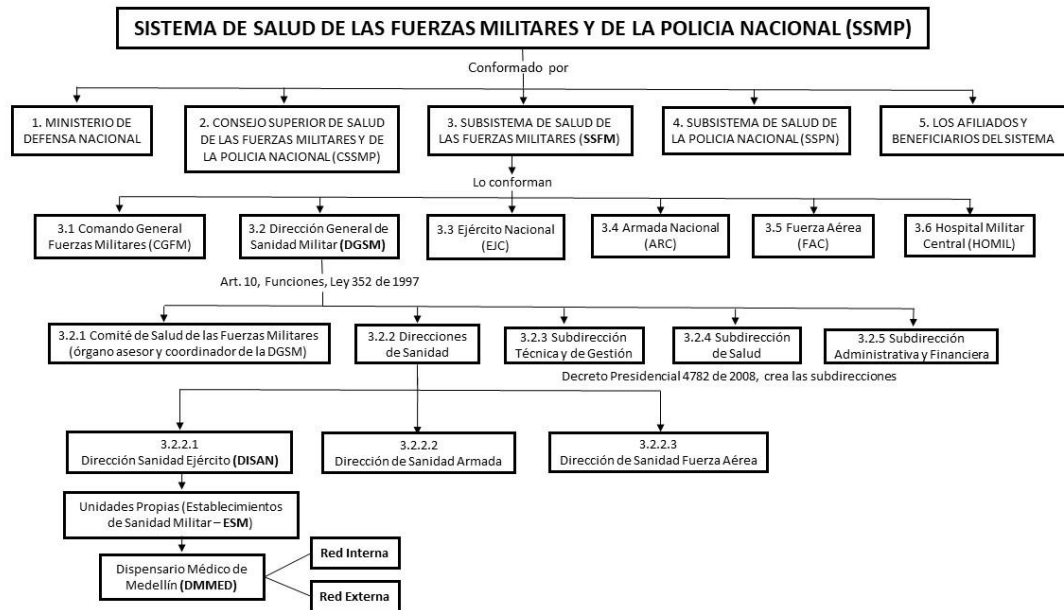 SISTEMA DE SALUD DE LAS FUERZAS MILITARES Y DE LA POLICIA NACIONAL (SSMP)
Conformado por
1. MINISTERIO DE
DEFENSA NACIONAL
2. CONSEJO SUPERIOR DE SALUD
DE LAS FUERZAS MILITARES Y DE
LA POLICIA NACIONAL (CSSMP)
3. SUBSISTEMA DE SALUD DE
LAS FUERZAS MILITARES (SSFM)
4. SUBSISTEMA DE SALUD DE
LA POLICIA NACIONAL (SSPN)
5. LOS AFILIADOS Y
BENEFICIARIOS DEL SISTEMA
Lo conforman
3.1 Comando General
Fuerzas Militares (CGFM)
3.2 Dirección General de
Sanidad Militar (DGSM)
3.3 Ejército Nacional
(EJC)
3.4 Armada Nacional
(ARC)
3.5 Fuerza Aérea
(FAC)
3.6 Hospital Militar
Central (HOMIL)
Art. 10, Funciones, Ley 352 de 1997
3.2.1 Comité de Salud de las Fuerzas Militares
(órgano asesor y coordinador de la DGSM)
3.2.2 Direcciones
de Sanidad
3.2.3 Subdirección
Técnica y de Gestión
3.2.4 Subdirección
de Salud
3.2.5 Subdirección
Administrativa y Financiera
Decreto Presidencial 4782 de 2008, crea las subdirecciones
3.2.2.1
Dirección Sanidad Ejército (DISAN)
3.2.2.2
Dirección de Sanidad Armada
3.2.2.3
Dirección de Sanidad Fuerza Aérea
Unidades Propias (Establecimientos
de Sanidad Militar – ESM)
Dispensario Médico de
Medellín (DMMED)
Red Interna
Red Externa